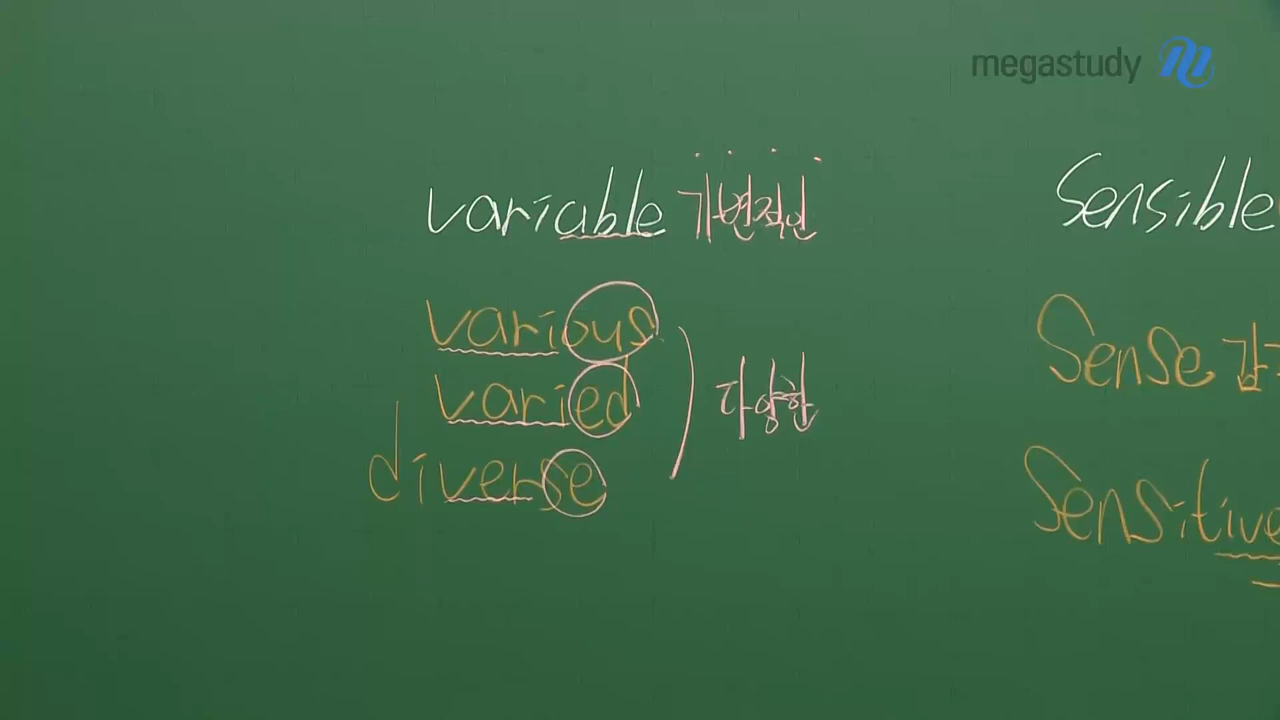 megastudy
variable 가변적인
various
varied
diverse
다양한
Sensible
Sense
Sensitive